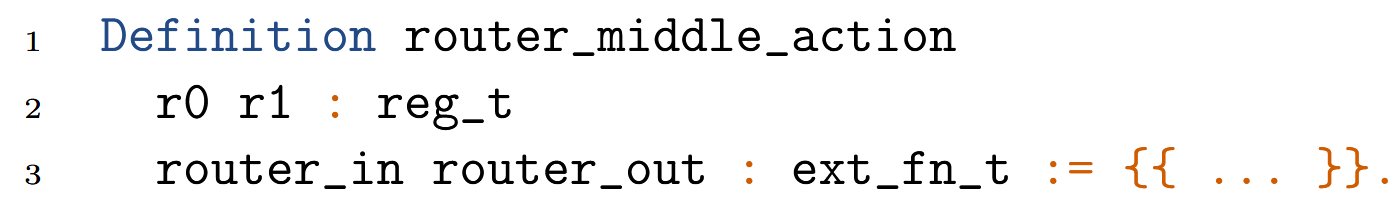 1 Definition router_middle_action
2 r0 r1 : reg_t
3 router_in router_out : ext_fn_t := {{ ... }}.